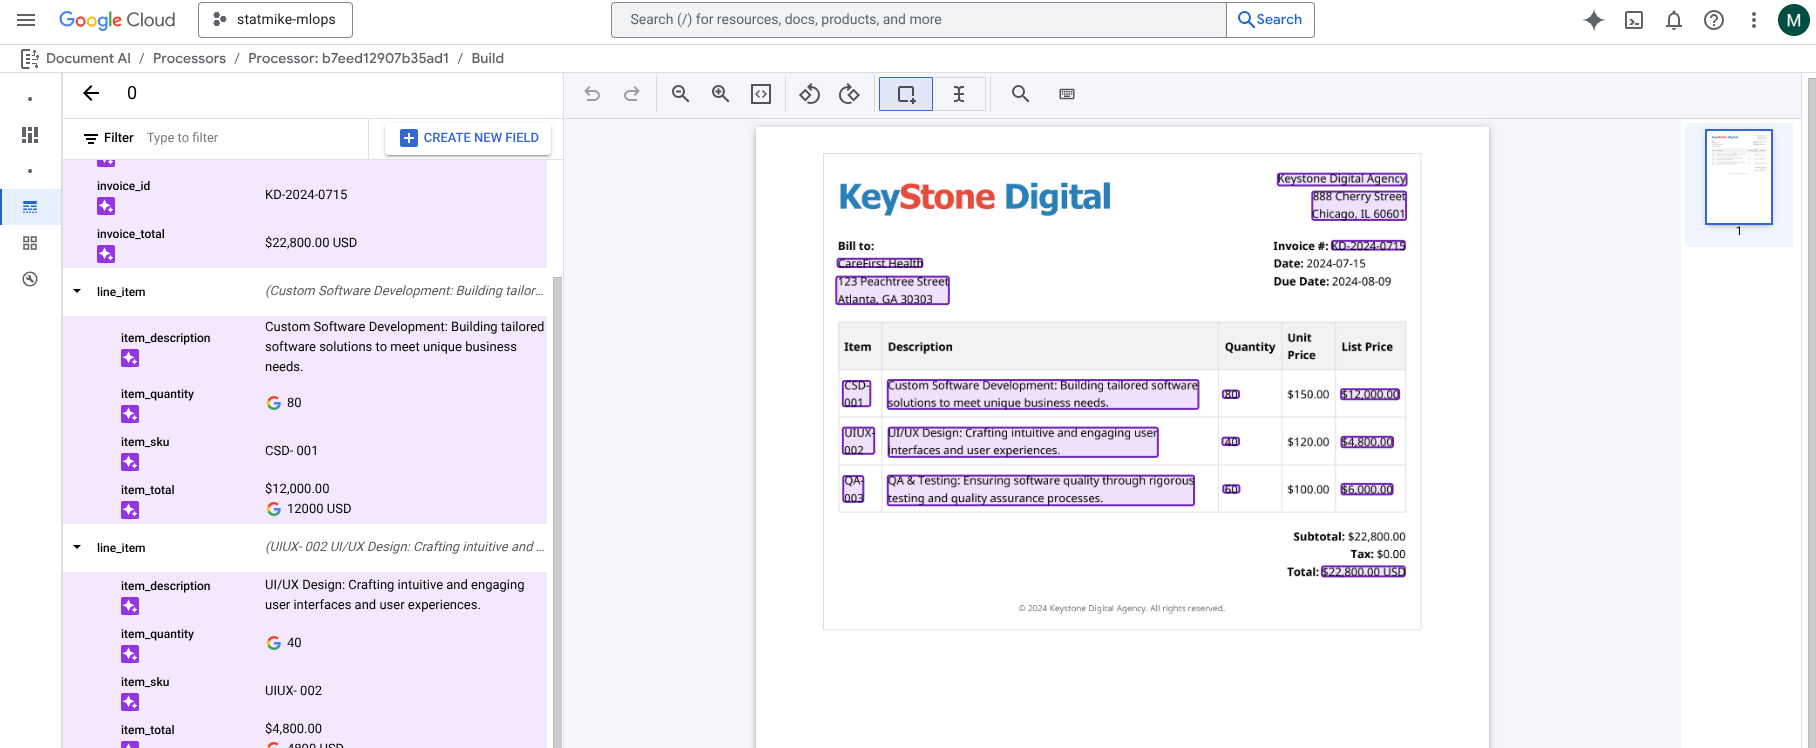 Google Cloud
statmike-mlops
Search (/) for resources, docs, products, and more
Search
M
Document AI / Processors / Processor: b7eed12907b35ad1 / Build
0
Filter Type to filter
CREATE NEW FIELD
invoice_id
KD-2024-0715
invoice_total
$22,800.00 USD
line_item
(Custom Software Development: Building tailor...
item_description
Custom Software Development: Building tailored
software solutions to meet unique business
needs.
item_quantity
80
item_sku
CSD- 001
item_total
$12,000.00
12000 USD
line_item
(UIUX- 002 UI/UX Design: Crafting intuitive and ...
item_description
UI/UX Design: Crafting intuitive and engaging
user interfaces and user experiences.
item_quantity
40
item_sku
UIUX- 002
item_total
$4,800.00
4800 USD
KeyStone Digital
Keystone Digital Agency
888 Cherry Street
Chicago, IL 60601
Bill to:
CareFirst Health
123 Peachtree Street
Atlanta, GA 30303
Invoice #: KD-2024-0715
Date: 2024-07-15
Due Date: 2024-08-09
Item Description Quantity Unit Price List Price
CSD-
001
Custom Software Development: Building tailored software
solutions to meet unique business needs.
80 $150.00 $12,000.00
UIUX-
002
UI/UX Design: Crafting intuitive and engaging user
interfaces and user experiences.
40 $120.00 $4,800.00
QA-
003
QA & Testing: Ensuring software quality through rigorous
testing and quality assurance processes.
60 $100.00 $6,000.00
Subtotal: $22,800.00
Tax: $0.00
Total: $22,800.00 USD
© 2024 Keystone Digital Agency. All rights reserved.
1